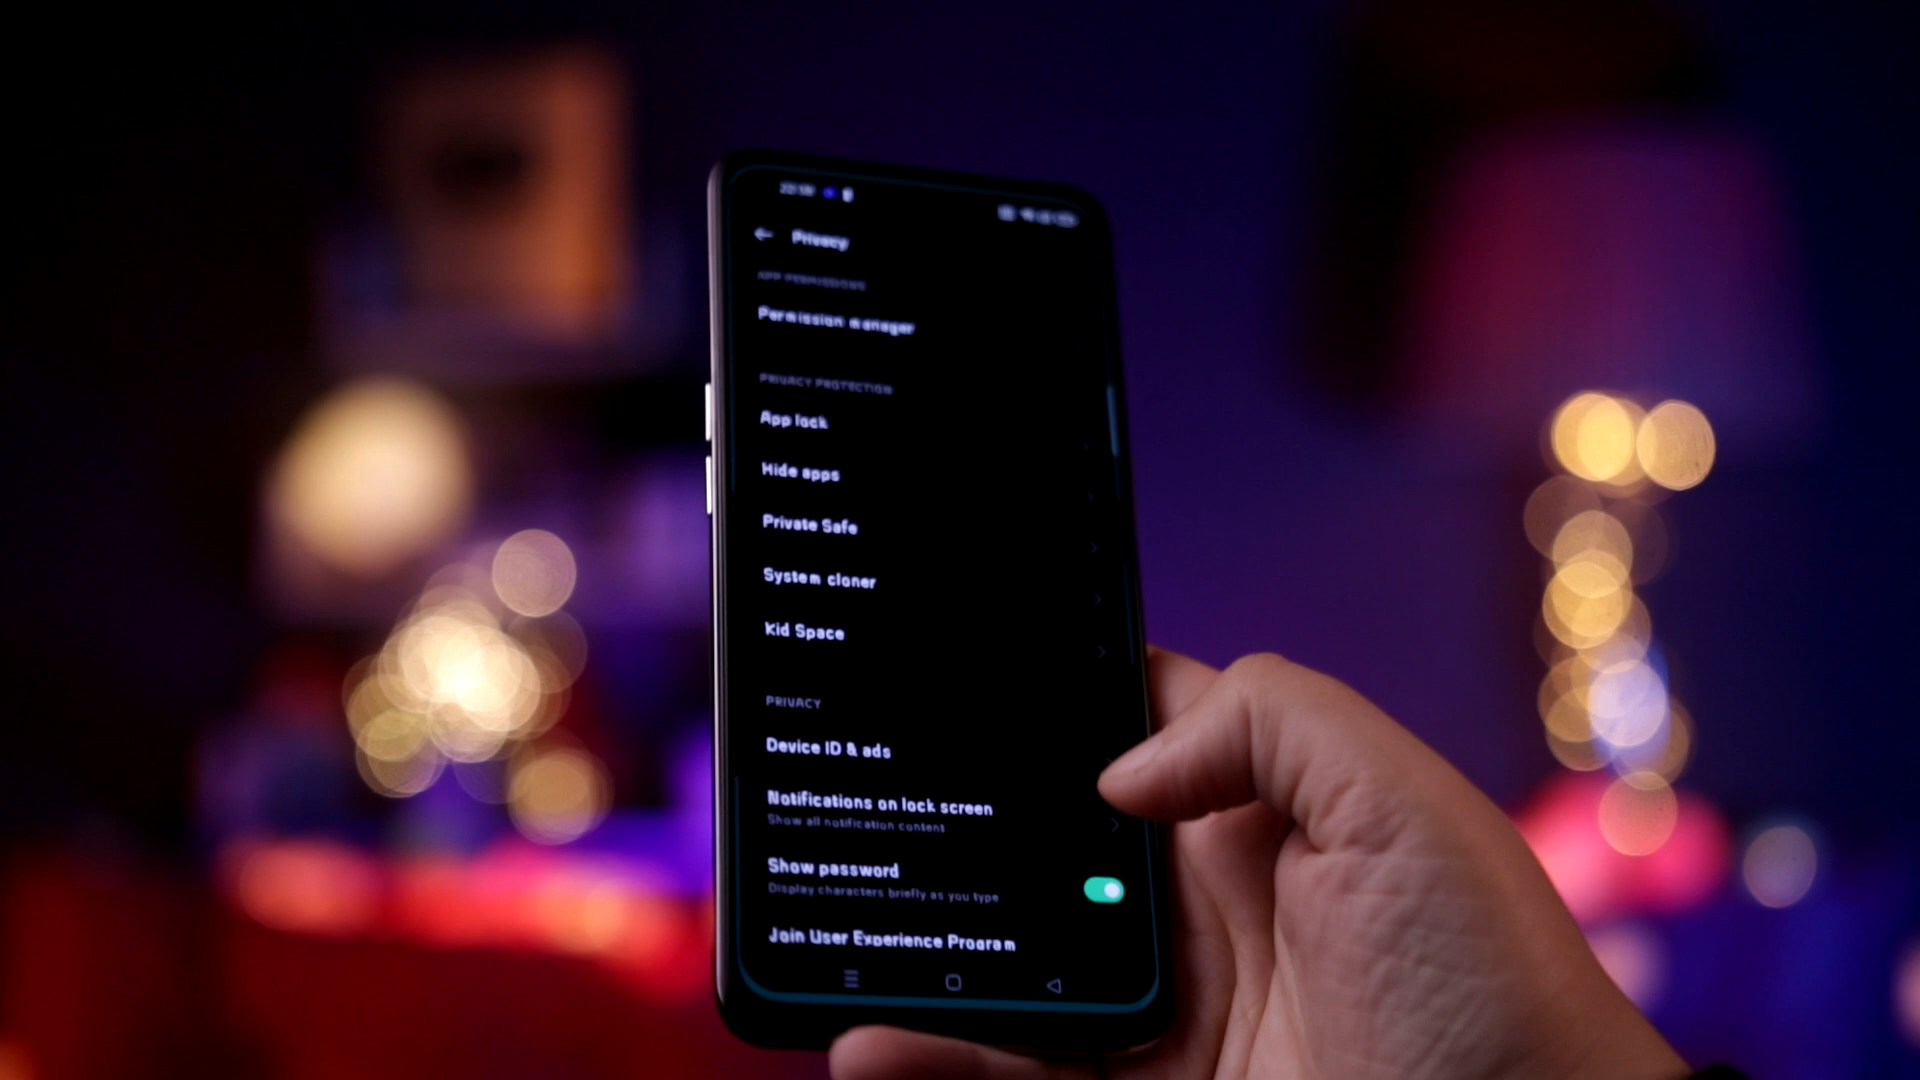 Privacy
APP PERMISSIONS
Permission manager
PRIVACY PROTECTION
App lock
Hide apps
Private Safe
System cloner
Kid Space
PRIVACY
Device ID & ads
Notifications on lock screen
Show all notification content
Show password
Display characters briefly as you type
Join User Experience Program